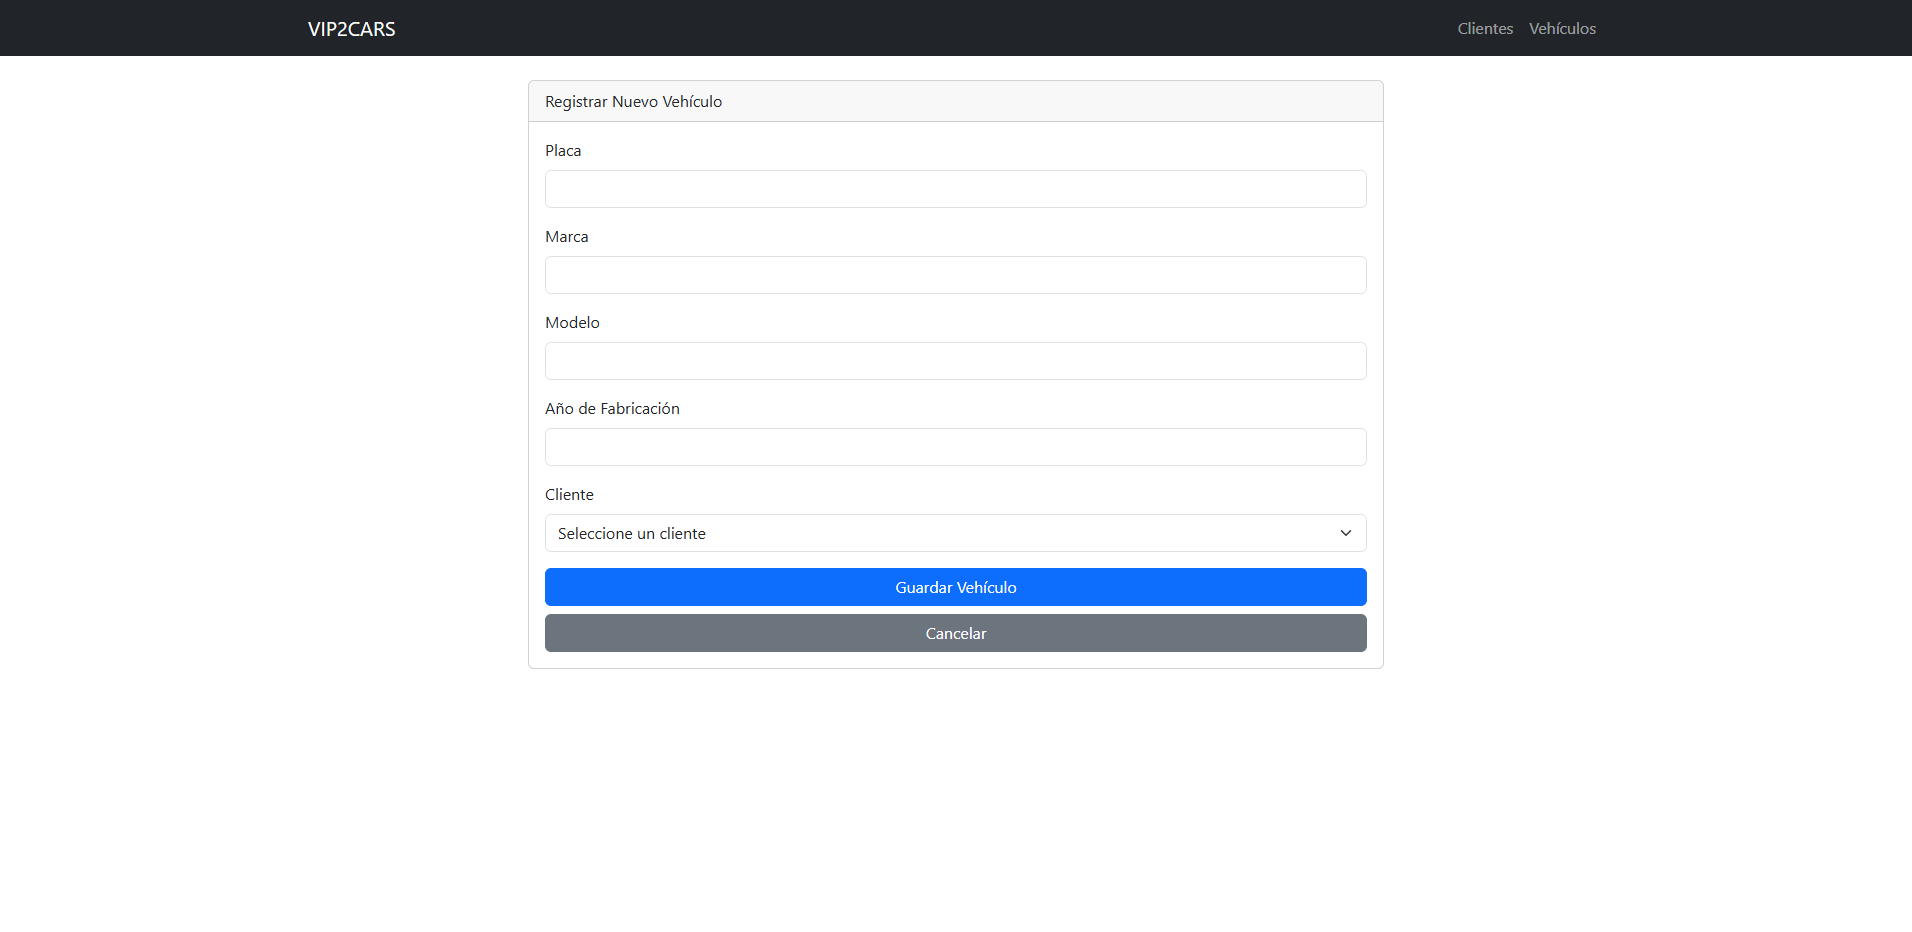 VIP2CARS
Clientes Vehículos
Registrar Nuevo Vehículo
Placa
Marca
Modelo
Año de Fabricación
Cliente
Seleccione un cliente
Guardar Vehículo
Cancelar